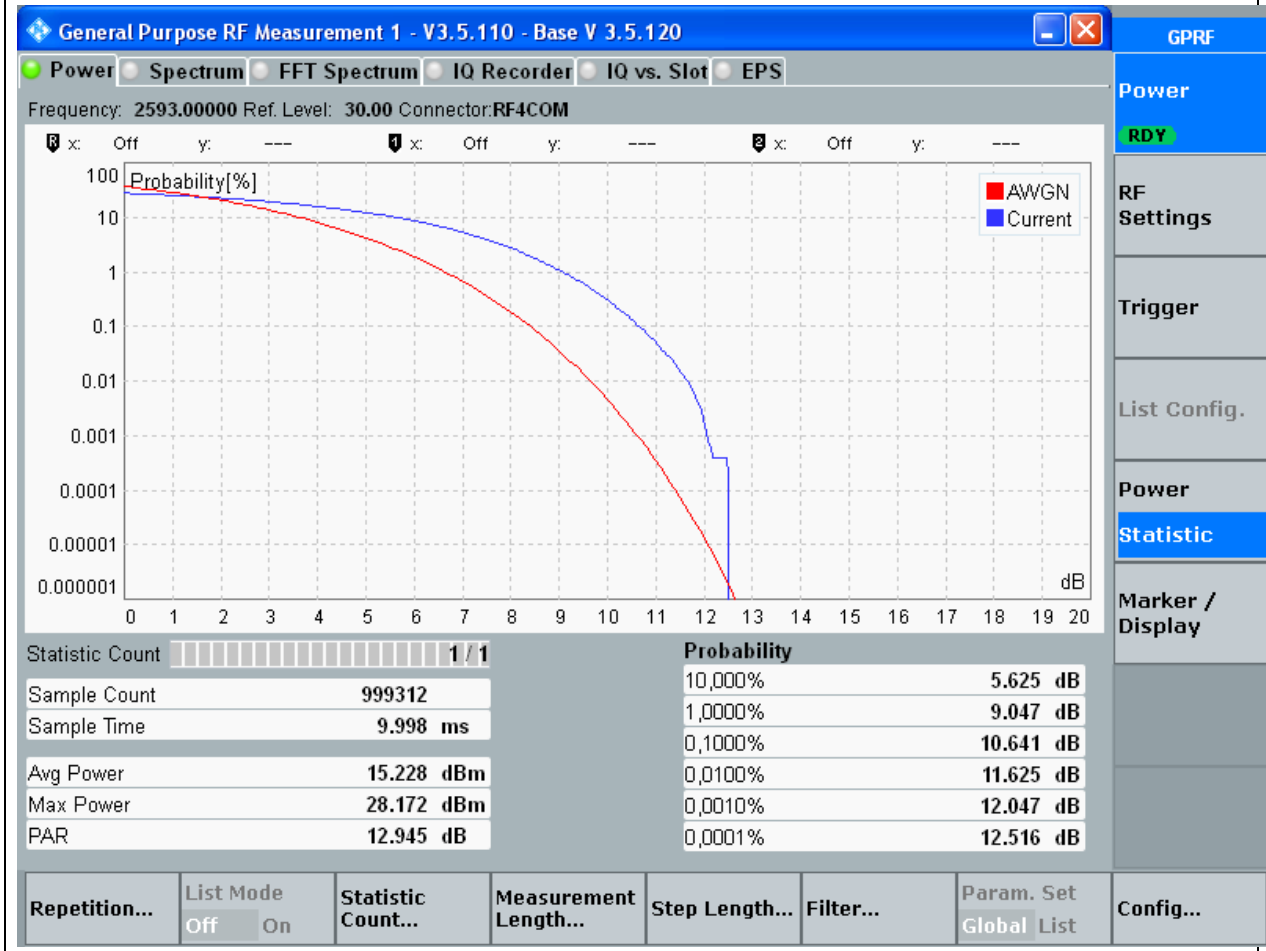 General Purpose RF Measurement 1 - V3.5.110 - Base V 3.5.120
GPRF
Power Spectrum FFT Spectrum IQ Recorder IQ vs. Slot EPS
Frequency: 2593.00000 Ref. Level: 30.00 Connector:RF4COM
R x: Off y: --- 1 x: Off y: --- 2 x: Off y: ---
Probability[%]
100
10
1
0.1
0.01
0.001
0.0001
0.00001
0.000001
AWGN
Current
dB
0 1 2 3 4 5 6 7 8 9 10 11 12 13 14 15 16 17 18 19 20
Statistic Count 1 / 1
Sample Count 999312
Sample Time 9.998 ms
Avg Power 15.228 dBm
Max Power 28.172 dBm
PAR 12.945 dB
Probability
10,000% 5.625 dB
1,0000% 9.047 dB
0,1000% 10.641 dB
0,0100% 11.625 dB
0,0010% 12.047 dB
0,0001% 12.516 dB
Power
RDY
RF
Settings
Trigger
List Config.
Power
Statistic
Marker /
Display
Repetition...
List Mode
Off On
Statistic
Count...
Measurement
Length...
Step Length...
Filter...
Param. Set
Global List
Config...